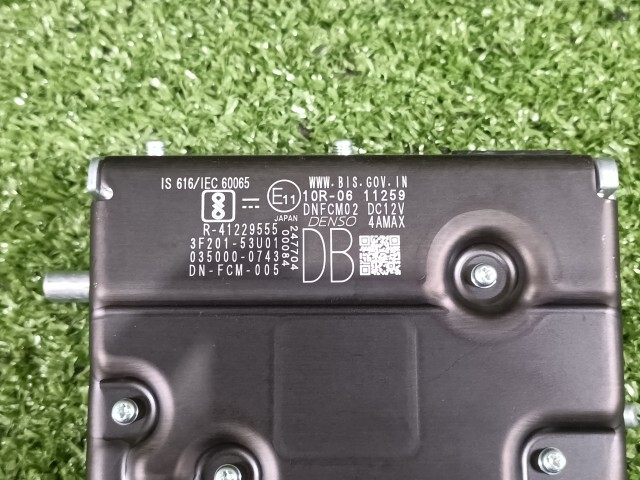 IS 616/IEC 60065
WWW.BIS.GOV.IN
E11
10R-06 11259
DNFCM02 DC12V
JAPAN
DENSO 4AMAX
R-41229555
3F201-53U01
035000-0743
DN-FCM-005
247704
00084
DB